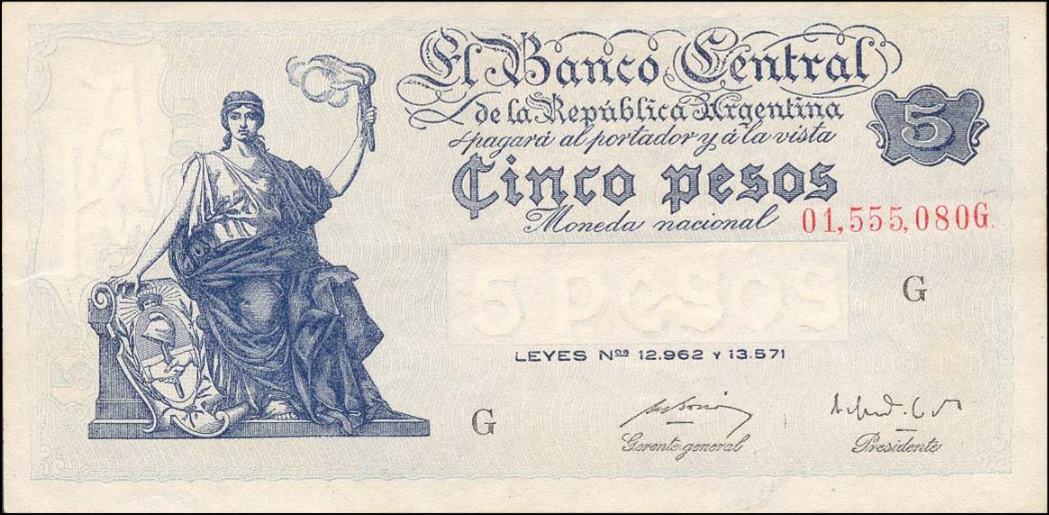 El Banco Central
de la República Argentina
pagará al portador y á la vista
Cinco pesos
Moneda nacional
5
01,555,080G
5 pesos
G
LEYES Nos 12.962 Y 13.571
G
Gerente general
Presidente